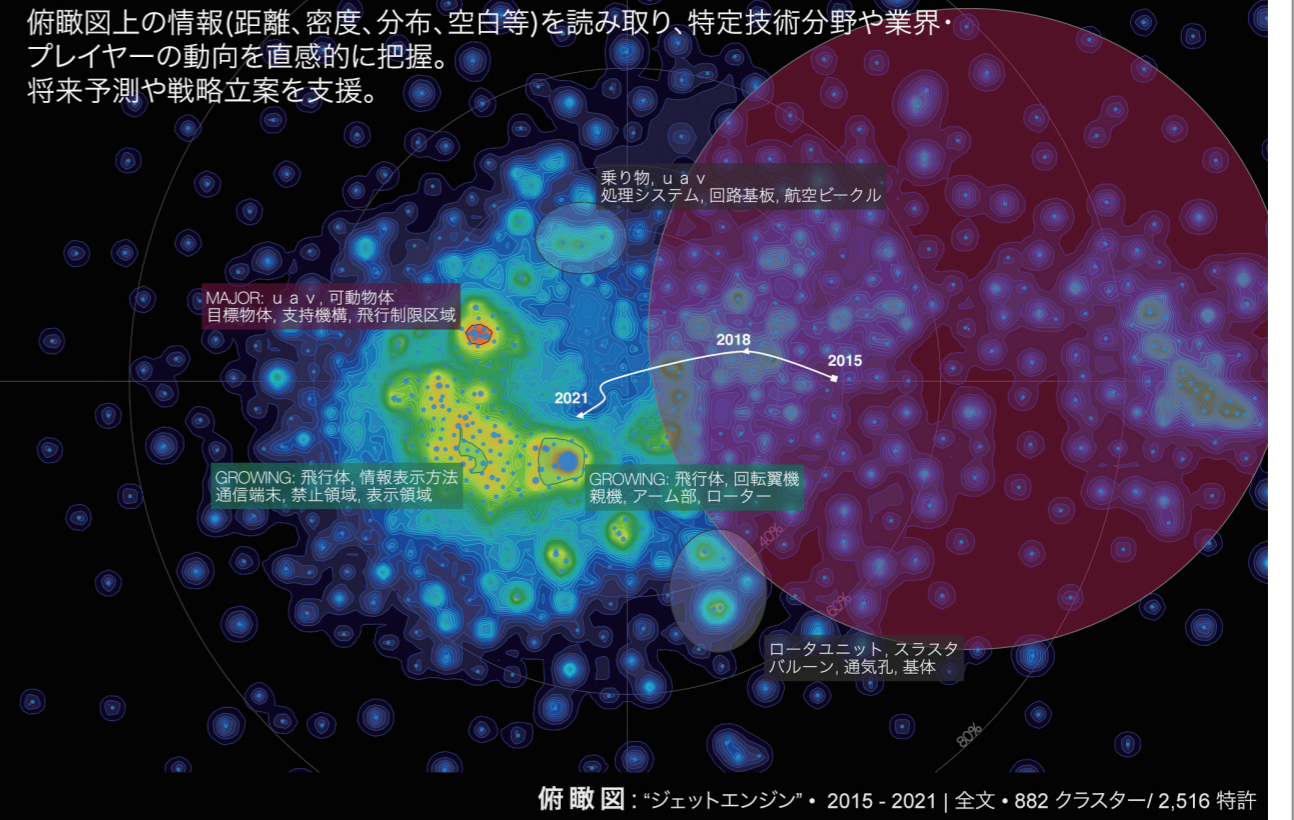 俯瞰図上の情報(距離、密度、分布、空白等)を読み取り、特定技術分野や業界・
プレイヤーの動向を直感的に把握。
将来予測や戦略立案を支援。
乗り物, ｕａｖ
処理システム, 回路基板, 航空ビークル
MAJOR: ｕａｖ, 可動物体
目標物体, 支持機構, 飛行制限区域
2018
2015
2021
GROWING: 飛行体, 情報表示方法
通信端末, 禁止領域, 表示領域
GROWING: 飛行体, 回転翼機
親機, アーム部, ローター
40%
60%
ロータユニット, スラスタ
バルーン, 通気孔, 基体
80%
俯瞰図: “ジェットエンジン” • 2015 - 2021 | 全文 • 882 クラスター/ 2,516 特許